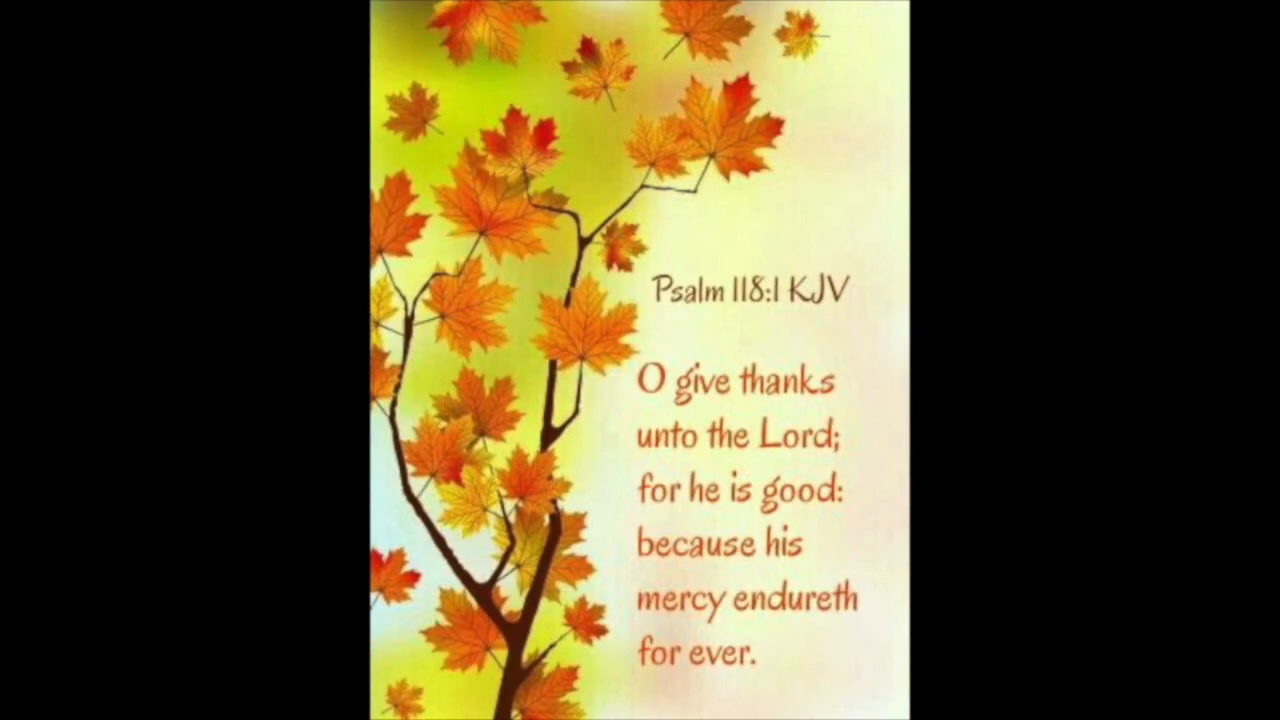 Psalm 118:1 KJV
O give thanks
unto the Lord;
for he is good:
because his
mercy endureth
for ever.